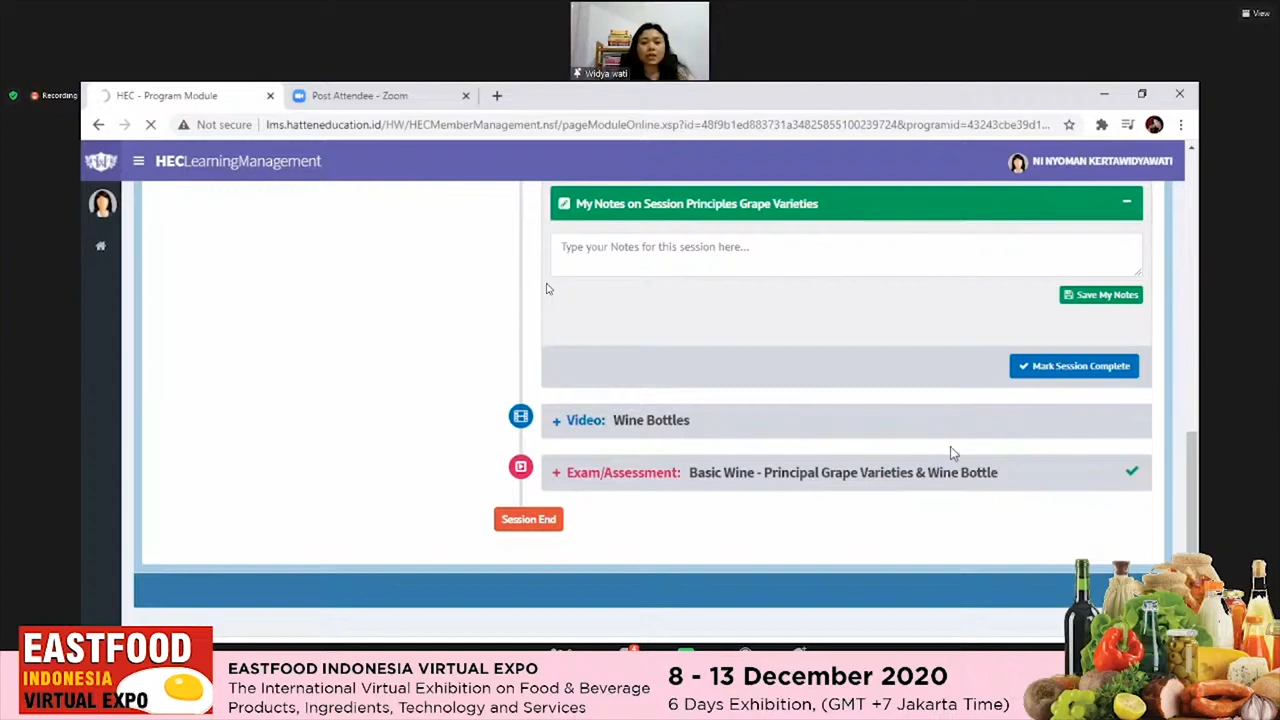 View
Widya wati
Recording
HEC - Program Module
Post Attendee - Zoom
Not secure
lms.hatteneducation.id/HW/HECMemberManagement.nsf/pageModuleOnline.xsp?id=48f9b1ed883731a34825855100239724&programid=43243cbe39d1...
HECLearningManagement
NI NYOMAN KERTAWIDYAWATI
My Notes on Session Principles Grape Varieties
Type your Notes for this session here...
Save My Notes
Mark Session Complete
+ Video: Wine Bottles
+ Exam/Assessment: Basic Wine - Principal Grape Varieties & Wine Bottle
Session End
EASTFOOD
INDONESIA
VIRTUAL EXPO
EASTFOOD INDONESIA VIRTUAL EXPO
The International Virtual Exhibition on Food & Beverage
Products, Ingredients, Technology and Services
8 - 13 December 2020
6 Days Exhibition, (GMT +7 Jakarta Time)